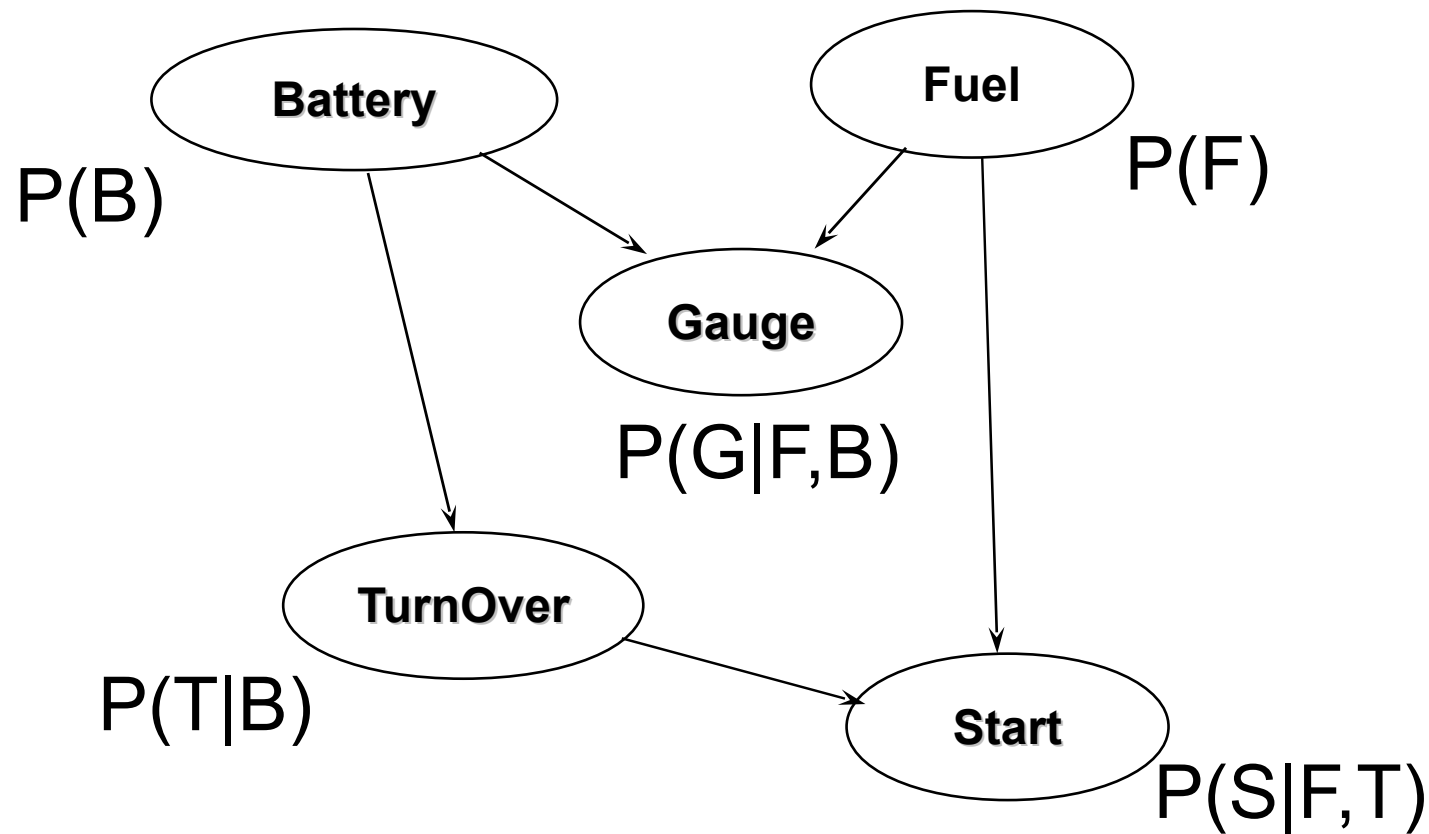 Battery
Fuel
P(B)
P(F)
Gauge
P(G|F,B)
TurnOver
P(T|B)
Start
P(S|F,T)